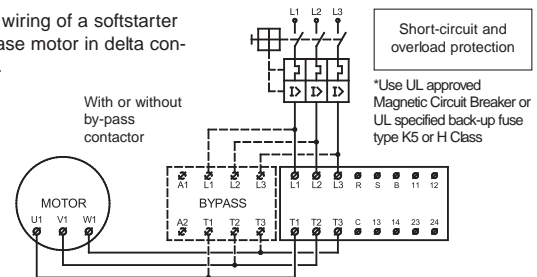 wiring of a softstarter
ase motor in delta con-
L1 L2 L3
Short-circuit and
overload protection
I> I> I>
*Use UL approved
Magnetic Circuit Breaker or
UL specified back-up fuse
type K5 or H Class
With or without
by-pass
contactor
A1 L1 L2 L3 L1 L2 L3 R S B 11 12
MOTOR
BYPASS
U1 V1 W1
A2 T1 T2 T3 T1 T2 T3 C 13 14 23 24